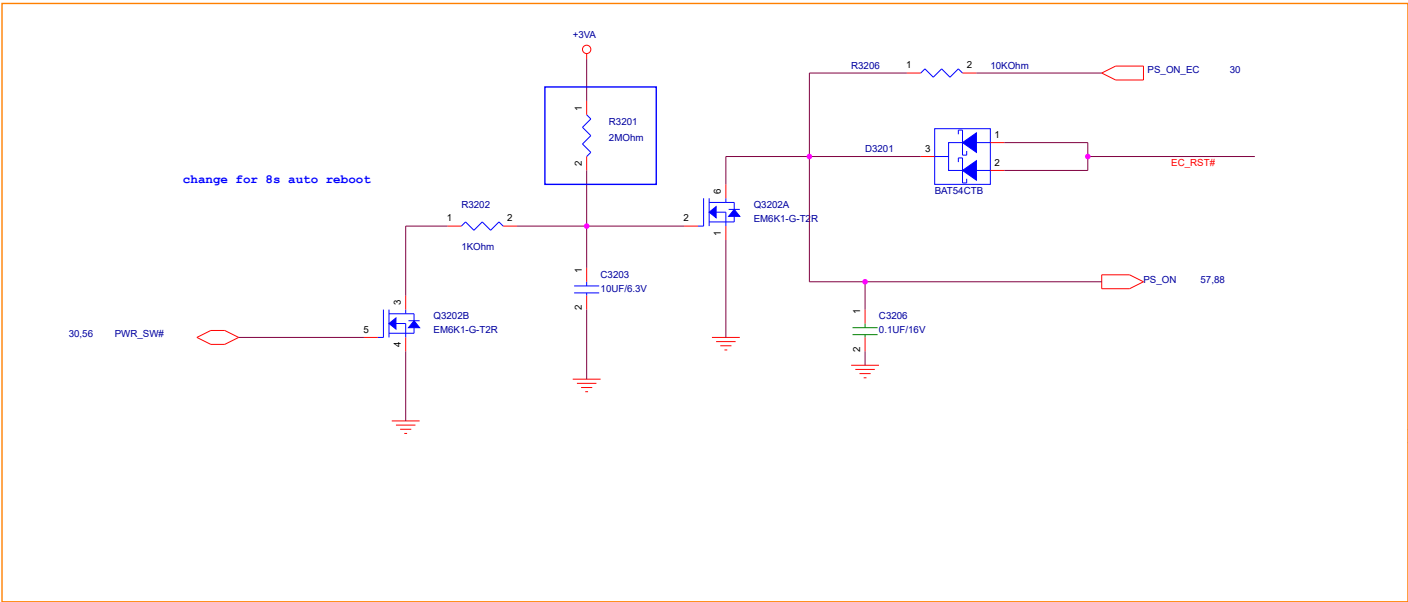 +3VA
R3206
1
2
10KOhm
PS_ON_EC
30
1
R3201
2MOhm
2
D3201
3
1
2
EC_RST#
BAT54CTB
change for 8s auto reboot
R3202
1
2
1KOhm
2
6
Q3202A
EM6K1-G-T2R
1
1
C3203
10UF/6.3V
2
PS_ON
57,88
3
Q3202B
EM6K1-G-T2R
5
4
30,56
PWR_SW#
1
C3206
0.1UF/16V
2